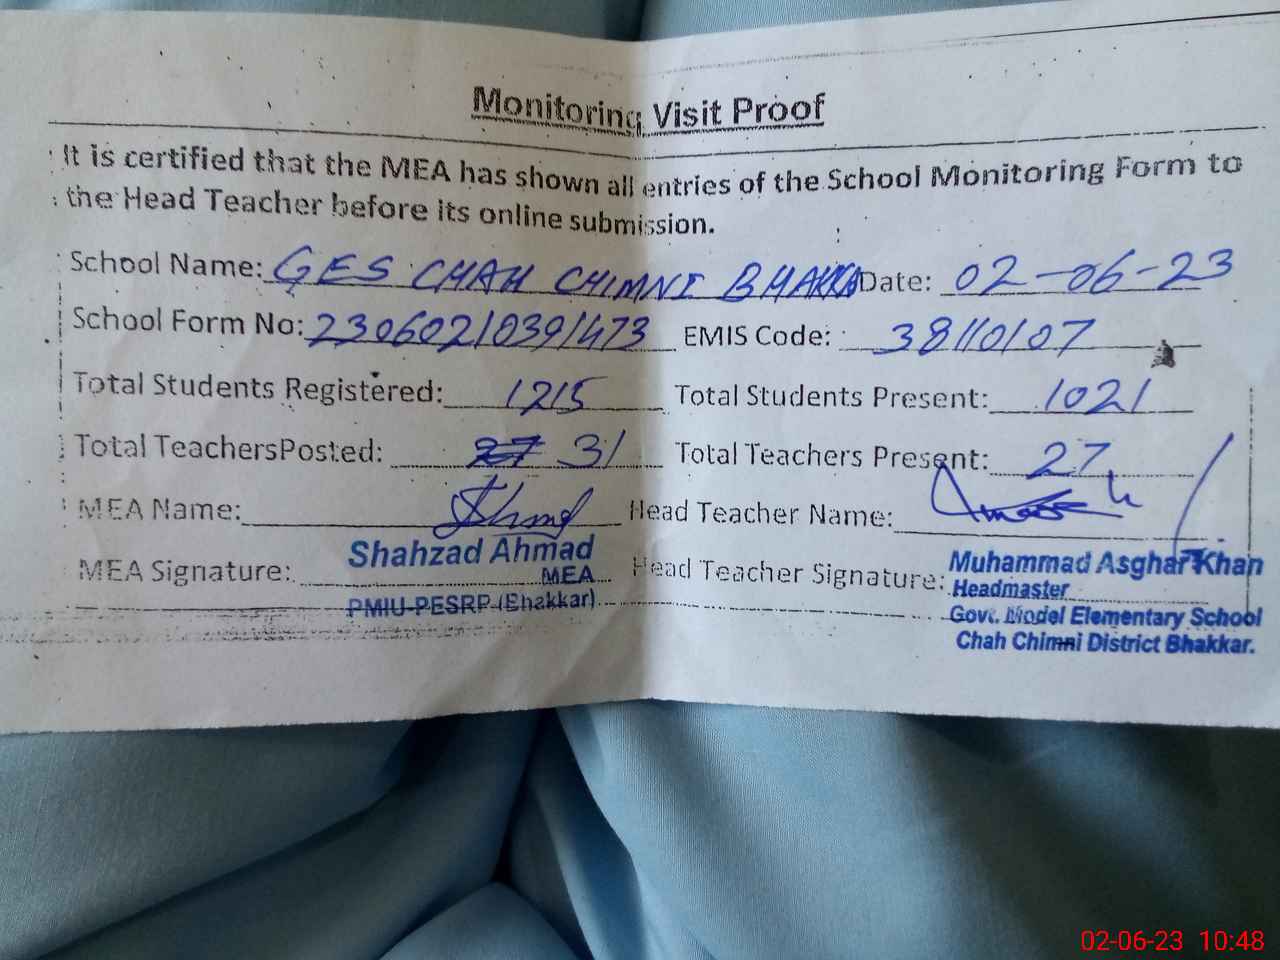 Monitoring Visit Proof
It is certified that the MEA has shown all entries of the School Monitoring Form to
the Head Teacher before its online submission.
School Name: GES CHAH CHIMNI BHAKKAR Date: 02-06-23
School Form No: 23060210391473 EMIS Code: 38110107
Total Students Registered: 1215 Total Students Present: 1021
Total TeachersPosted: 27 31 Total Teachers Present: 27
MEA Name: Head Teacher Name:
Shahzad Ahmad Muhammad Asghar Khan
MEA Signature: MEA Head Teacher Signature: Headmaster
PMIU-PESRP (Bhakkar) Govt. Model Elementary School
Chah Chimni District Bhakkar.
02-06-23 10:48